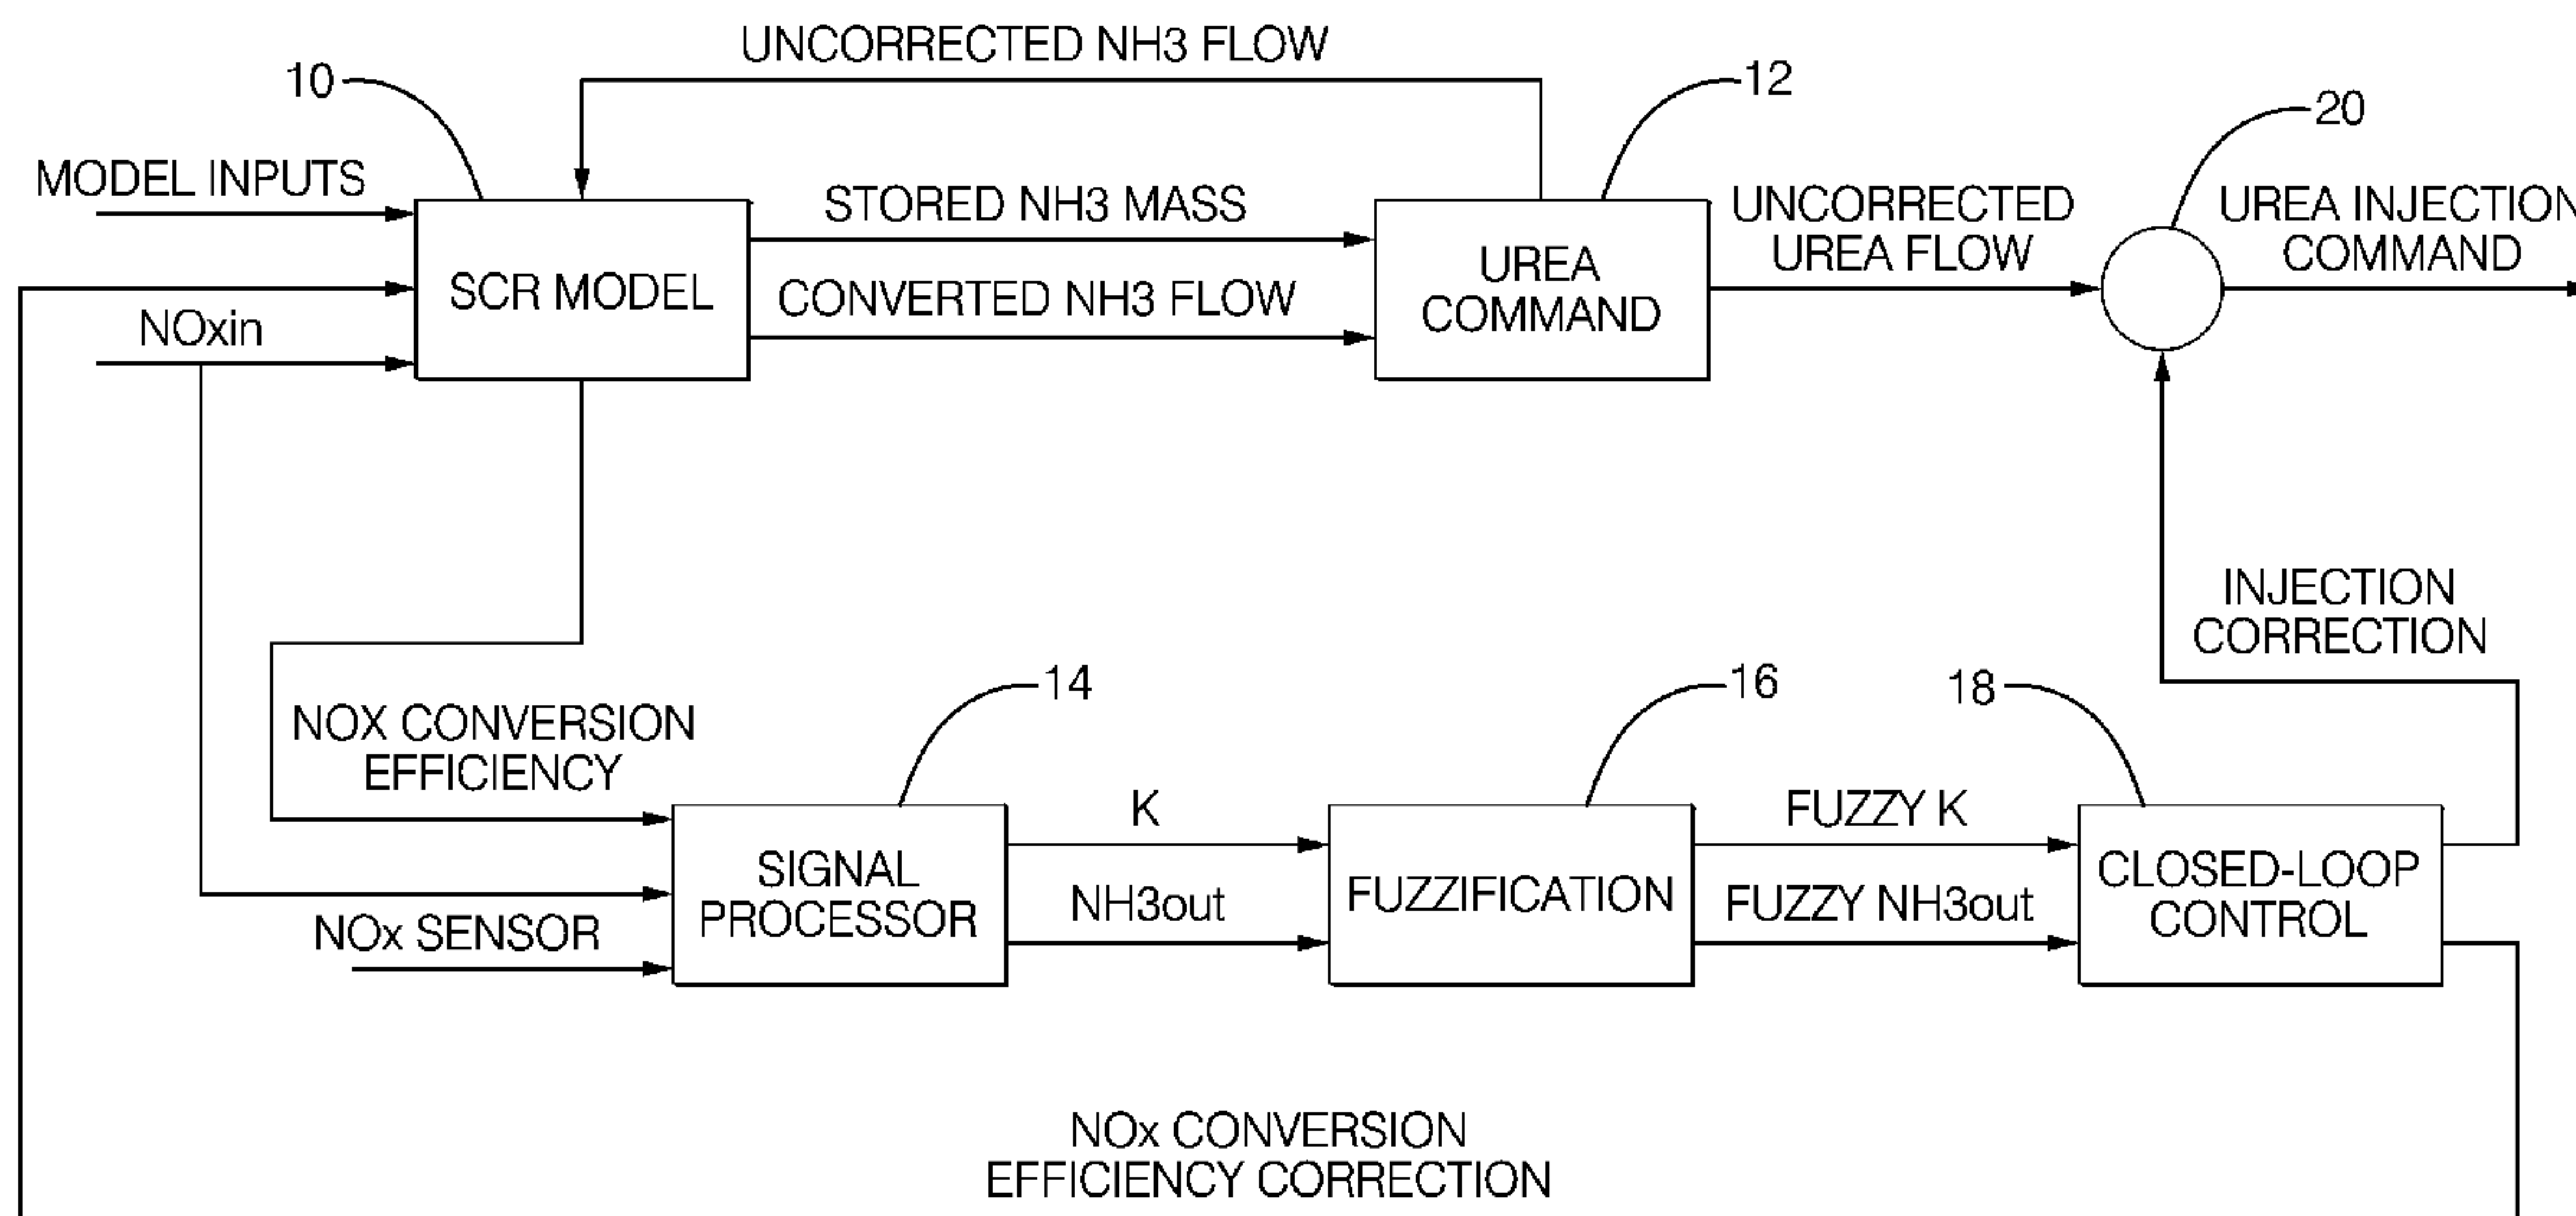 UNCORRECTED NH3 FLOW
10
12
20
MODEL INPUTS
STORED NH3 MASS
UNCORRECTED
UREA FLOW
UREA INJECTION
COMMAND
SCR MODEL
CONVERTED NH3 FLOW
UREA
COMMAND
NOxin
INJECTION
CORRECTION
14
16
18
NOX CONVERSION
EFFICIENCY
K
FUZZY K
SIGNAL
PROCESSOR
NH3out
FUZZIFICATION
FUZZY NH3out
CLOSED-LOOP
CONTROL
NOx SENSOR
NOx CONVERSION
EFFICIENCY CORRECTION